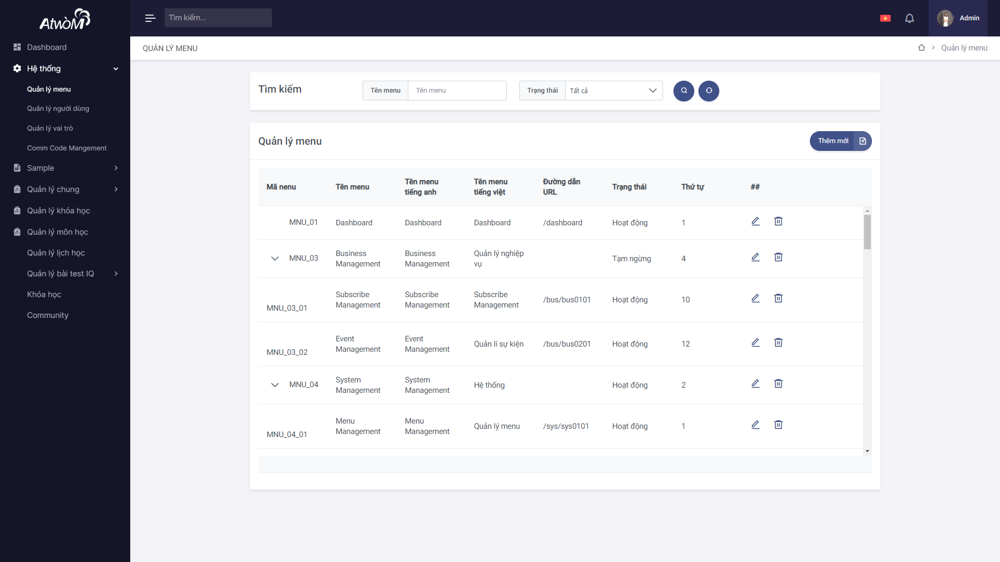 AtwòM
Dashboard
Hệ thống
Quản lý menu
Quản lý người dùng
Quản lý vai trò
Comm Code Mangement
Sample
Quản lý chung
Quản lý khóa học
Quản lý môn học
Quản lý lịch học
Quản lý bài test IQ
Khóa học
Community
Tìm kiếm...
Admin
QUẢN LÝ MENU
Quản lý menu
Tìm kiếm
Tên menu
Tên menu
Trạng thái
Tất cả
Quản lý menu
Thêm mới
Mã nenu
Tên menu
Tên menu
tiếng anh
Tên menu
tiếng việt
Đường dẫn
URL
Trạng thái
Thứ tự
##
MNU_01
Dashboard
Dashboard
Dashboard
/dashboard
Hoạt động
1
MNU_03
Business
Management
Business
Management
Quản lý nghiệp
vụ
Tạm ngừng
4
MNU_03_01
Subscribe
Management
Subscribe
Management
Subscribe
Management
/bus/bus0101
Hoạt động
10
MNU_03_02
Event
Management
Event
Management
Quản lí sự kiện
/bus/bus0201
Hoạt động
12
MNU_04
System
Management
System
Management
Hệ thống
Hoạt động
2
MNU_04_01
Menu
Management
Menu
Management
Quản lý menu
/sys/sys0101
Hoạt động
1